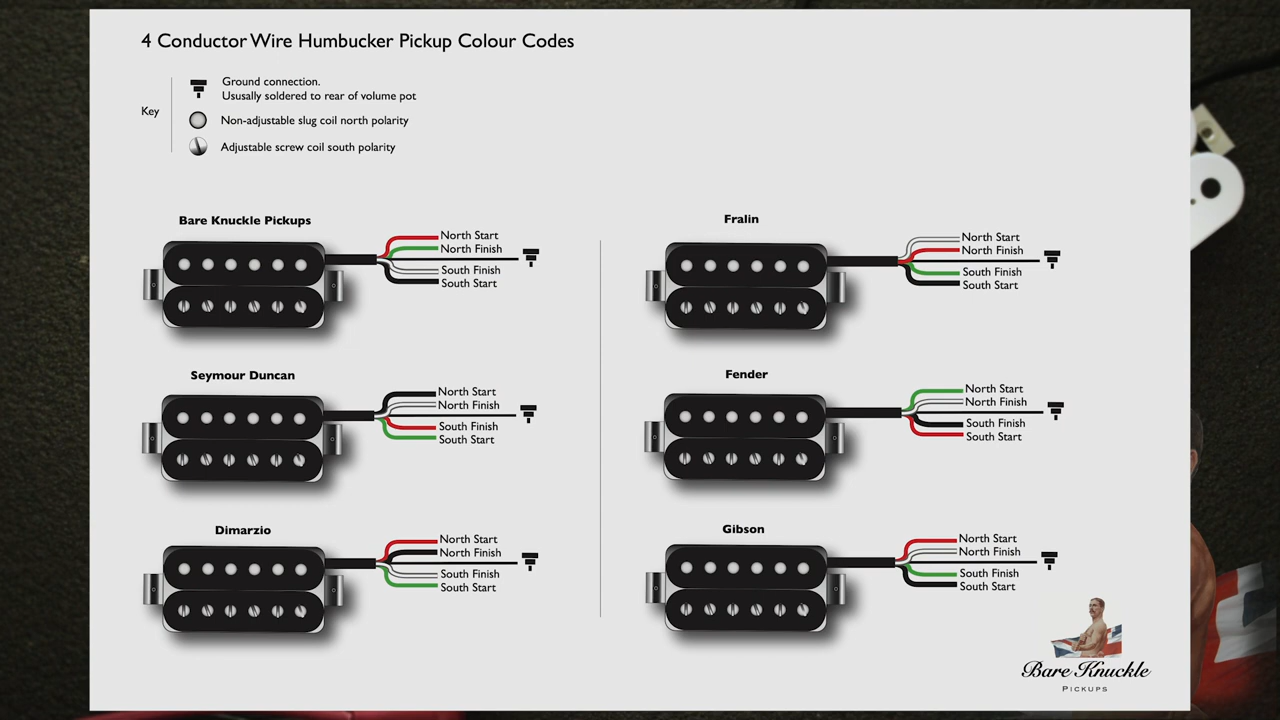 4 Conductor Wire Humbucker Pickup Colour Codes
Key
Ground connection.
Ususally soldered to rear of volume pot
Non-adjustable slug coil north polarity
Adjustable screw coil south polarity
Bare Knuckle Pickups
North Start
North Finish
South Finish
South Start
Seymour Duncan
North Start
North Finish
South Finish
South Start
Dimarzio
North Start
North Finish
South Finish
South Start
Fralin
North Start
North Finish
South Finish
South Start
Fender
North Start
North Finish
South Finish
South Start
Gibson
North Start
North Finish
South Finish
South Start
Bare Knuckle
PICKUPS